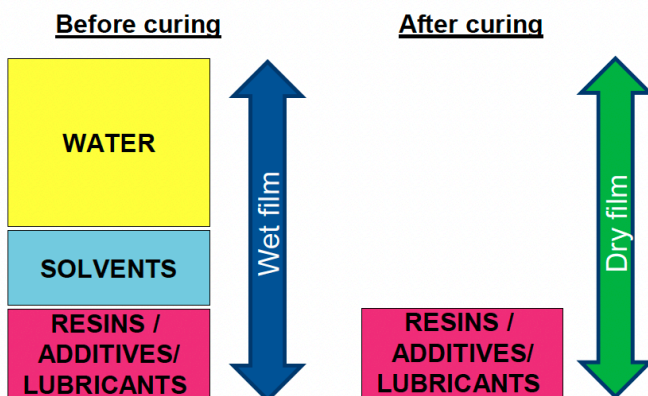 Before curing
After curing
WATER
SOLVENTS
RESINS /
ADDITIVES/
LUBRICANTS
Wet film
RESINS /
ADDITIVES/
LUBRICANTS
Dry film